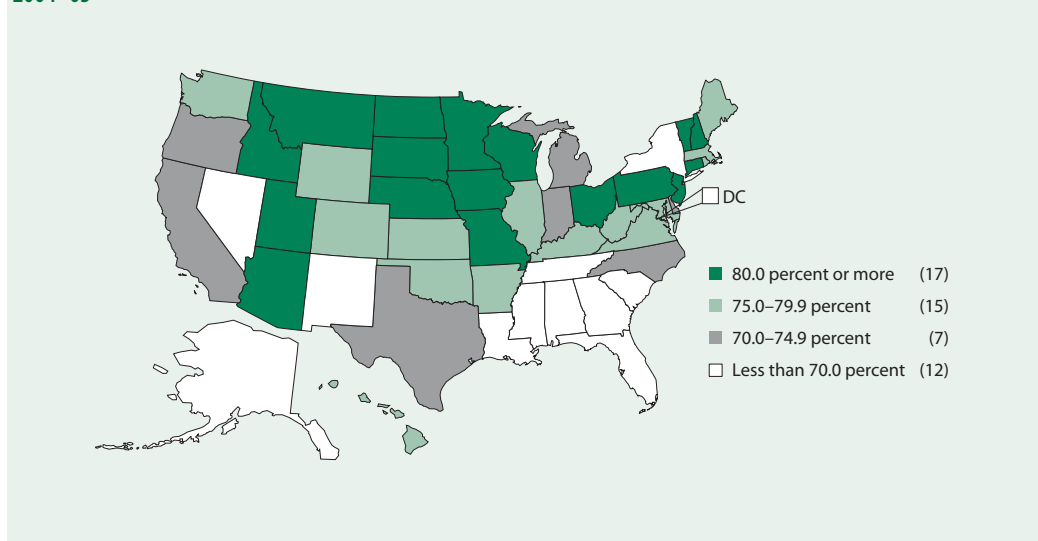 DC
80.0 percent or more (17)
75.0–79.9 percent (15)
70.0–74.9 percent (7)
Less than 70.0 percent (12)